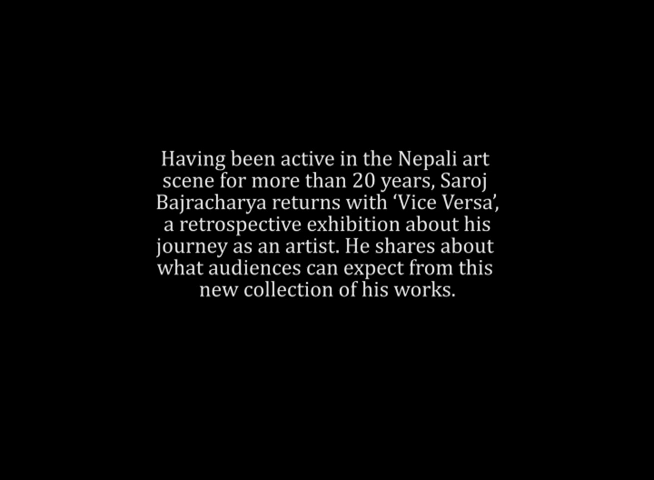 Having been active in the Nepali art
scene for more than 20 years, Saroj
Bajracharya returns with ‘Vice Versa’,
a retrospective exhibition about his
journey as an artist. He shares about
what audiences can expect from this
new collection of his works.